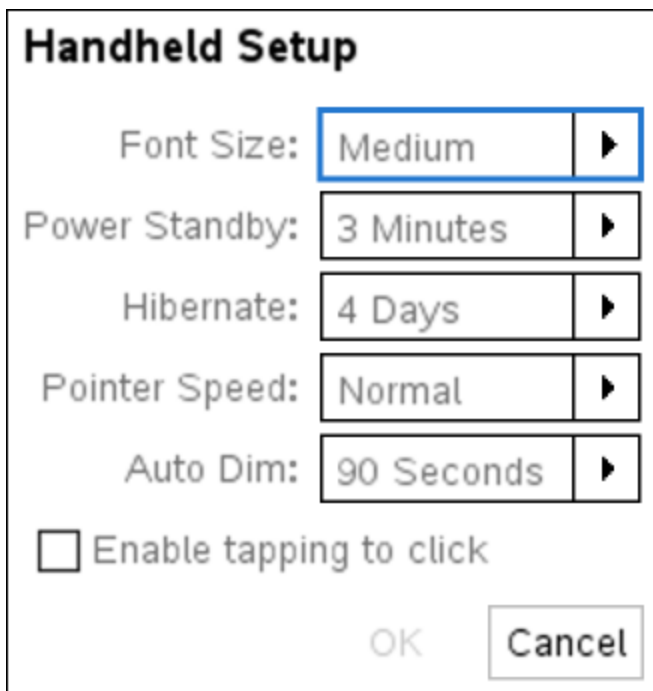 Handheld Setup
Font Size: Medium
Power Standby: 3 Minutes
Hibernate: 4 Days
Pointer Speed: Normal
Auto Dim: 90 Seconds
Enable tapping to click
OK Cancel